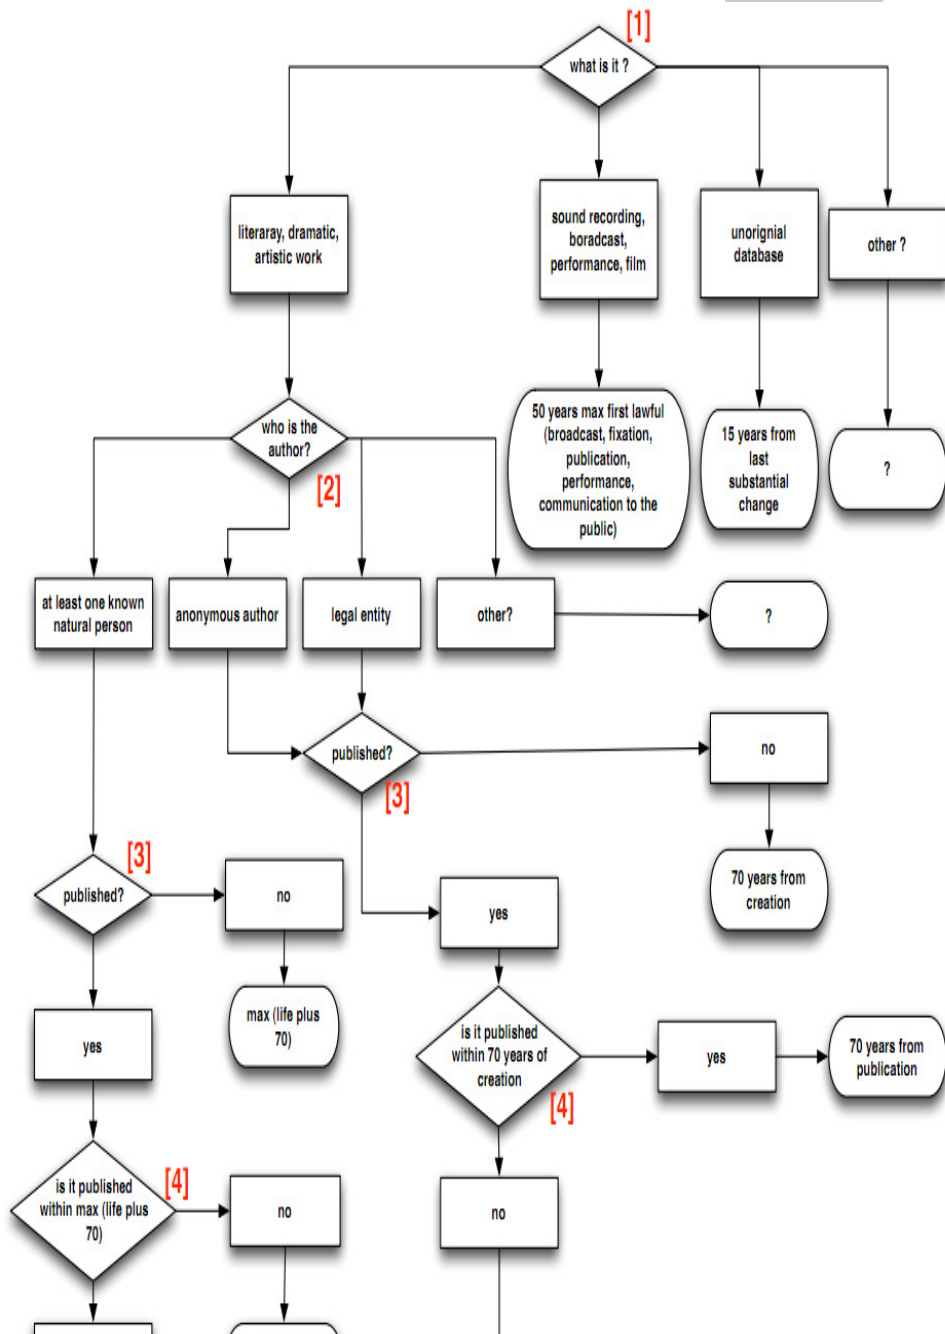 [1]
what is it ?
literaray, dramatic,
artistic work
sound recording,
boradcast,
performance, film
unorignial
database
other ?
who is the
author?
[2]
50 years max first lawful
(broadcast, fixation,
publication,
performance,
communication to the
public)
15 years from
last
substantial
change
?
at least one known
natural person
anonymous author
legal entity
other?
?
published?
[3]
no
[3]
published?
no
yes
70 years from
creation
yes
max (life plus
70)
is it published
within 70 years of
creation
[4]
yes
70 years from
publication
is it published
within max (life plus
70)
[4]
no
no